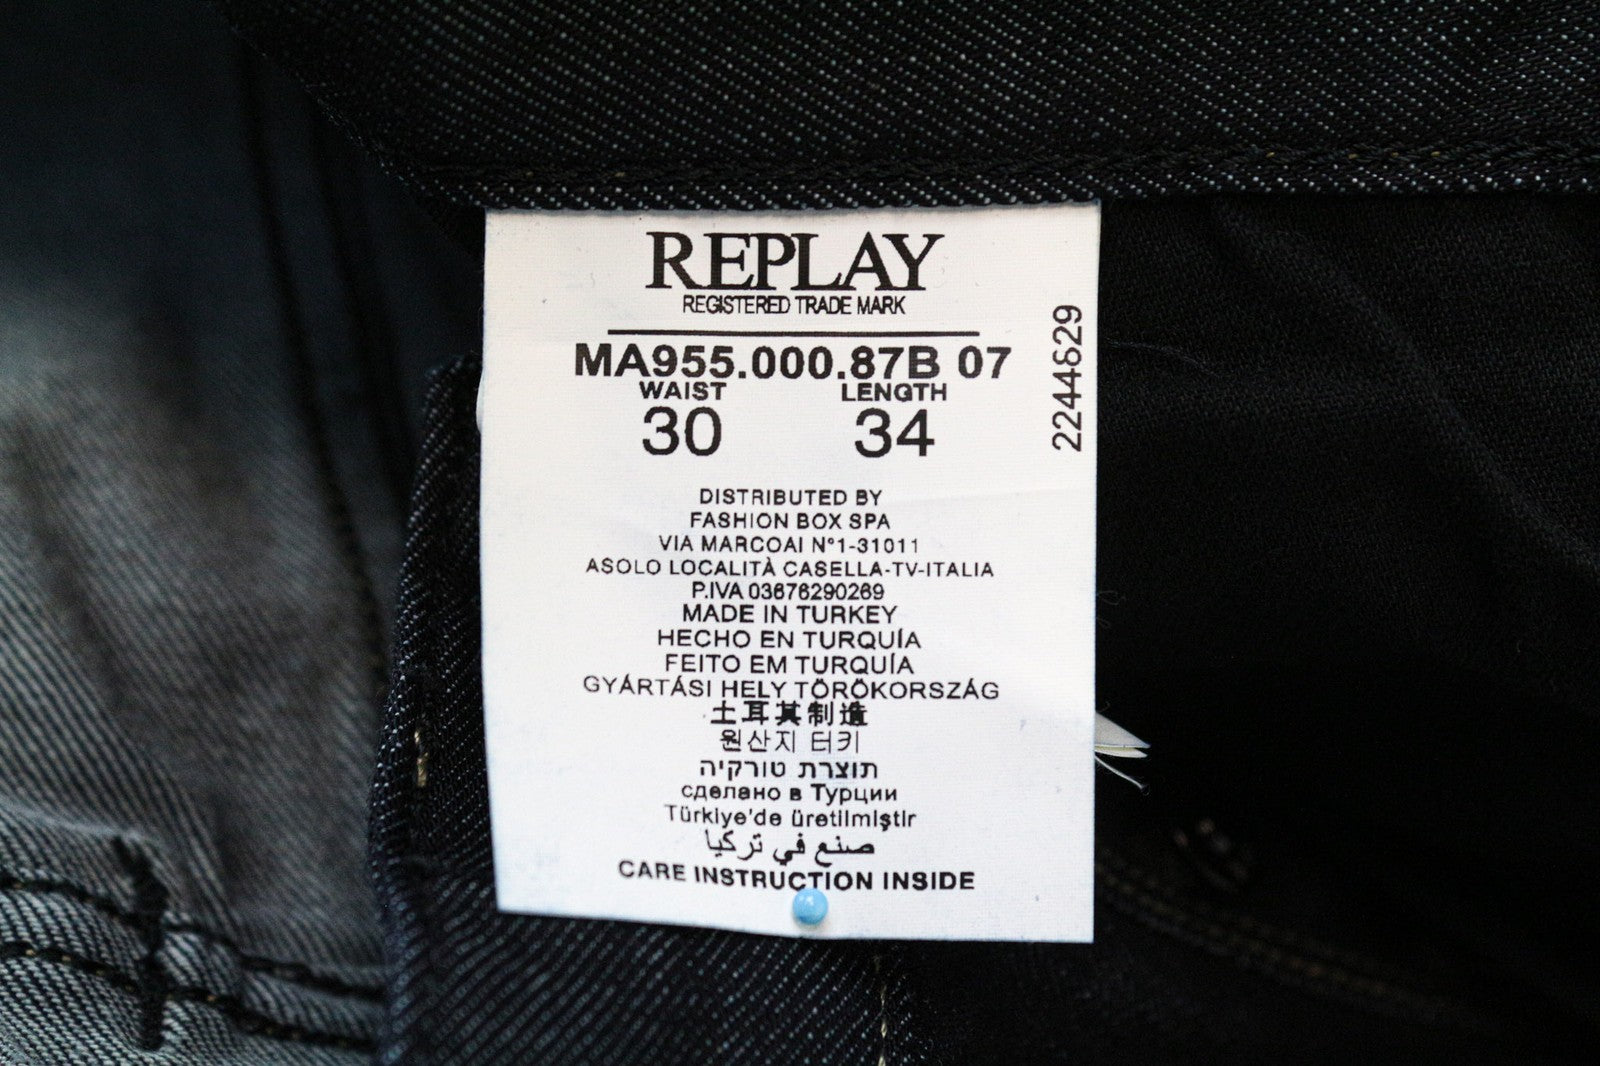 REPLAY
REGISTERED TRADE MARK
MA955.000.87B 07
WAIST LENGTH
30 34
2244629
DISTRIBUTED BY
FASHION BOX SPA
VIA MARCOAI N°1-31011
ASOLO LOCALITÀ CASELLA-TV-ITALIA
P.IVA 03676290269
MADE IN TURKEY
HECHO EN TURQUÍA
FEITO EM TURQUÍA
GYÁRTÁSI HELY TÖRÖKORSZÁG
土耳其制造
원산지 터키
תוצרת טורקיה
сделано в Турции
Türkiye'de üretilmiştir
صنع في تركيا
CARE INSTRUCTION INSIDE